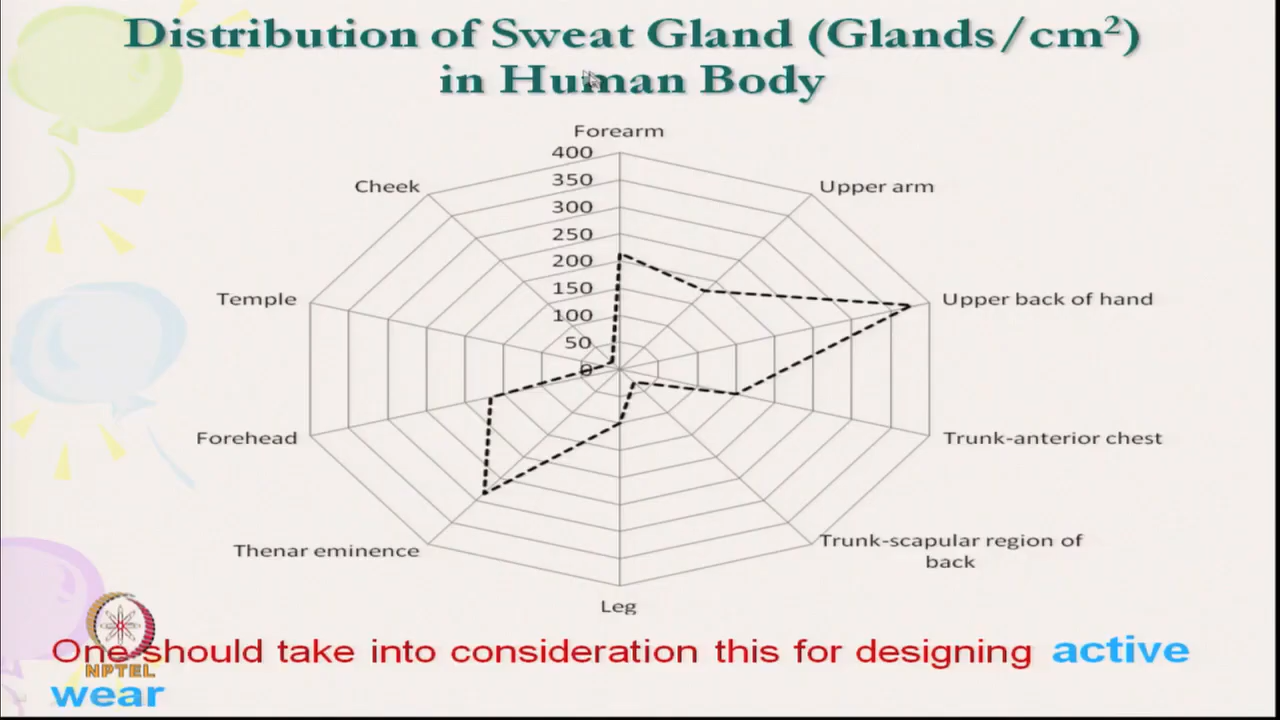 Distribution of Sweat Gland (Glands/cm²)
in Human Body
Forearm
400
350
300
250
200
150
100
50
0
Cheek
Upper arm
Temple
Upper back of hand
Forehead
Trunk-anterior chest
Thenar eminence
Trunk-scapular region of
back
Leg
One should take into consideration this for designing active
wear
NPTEL